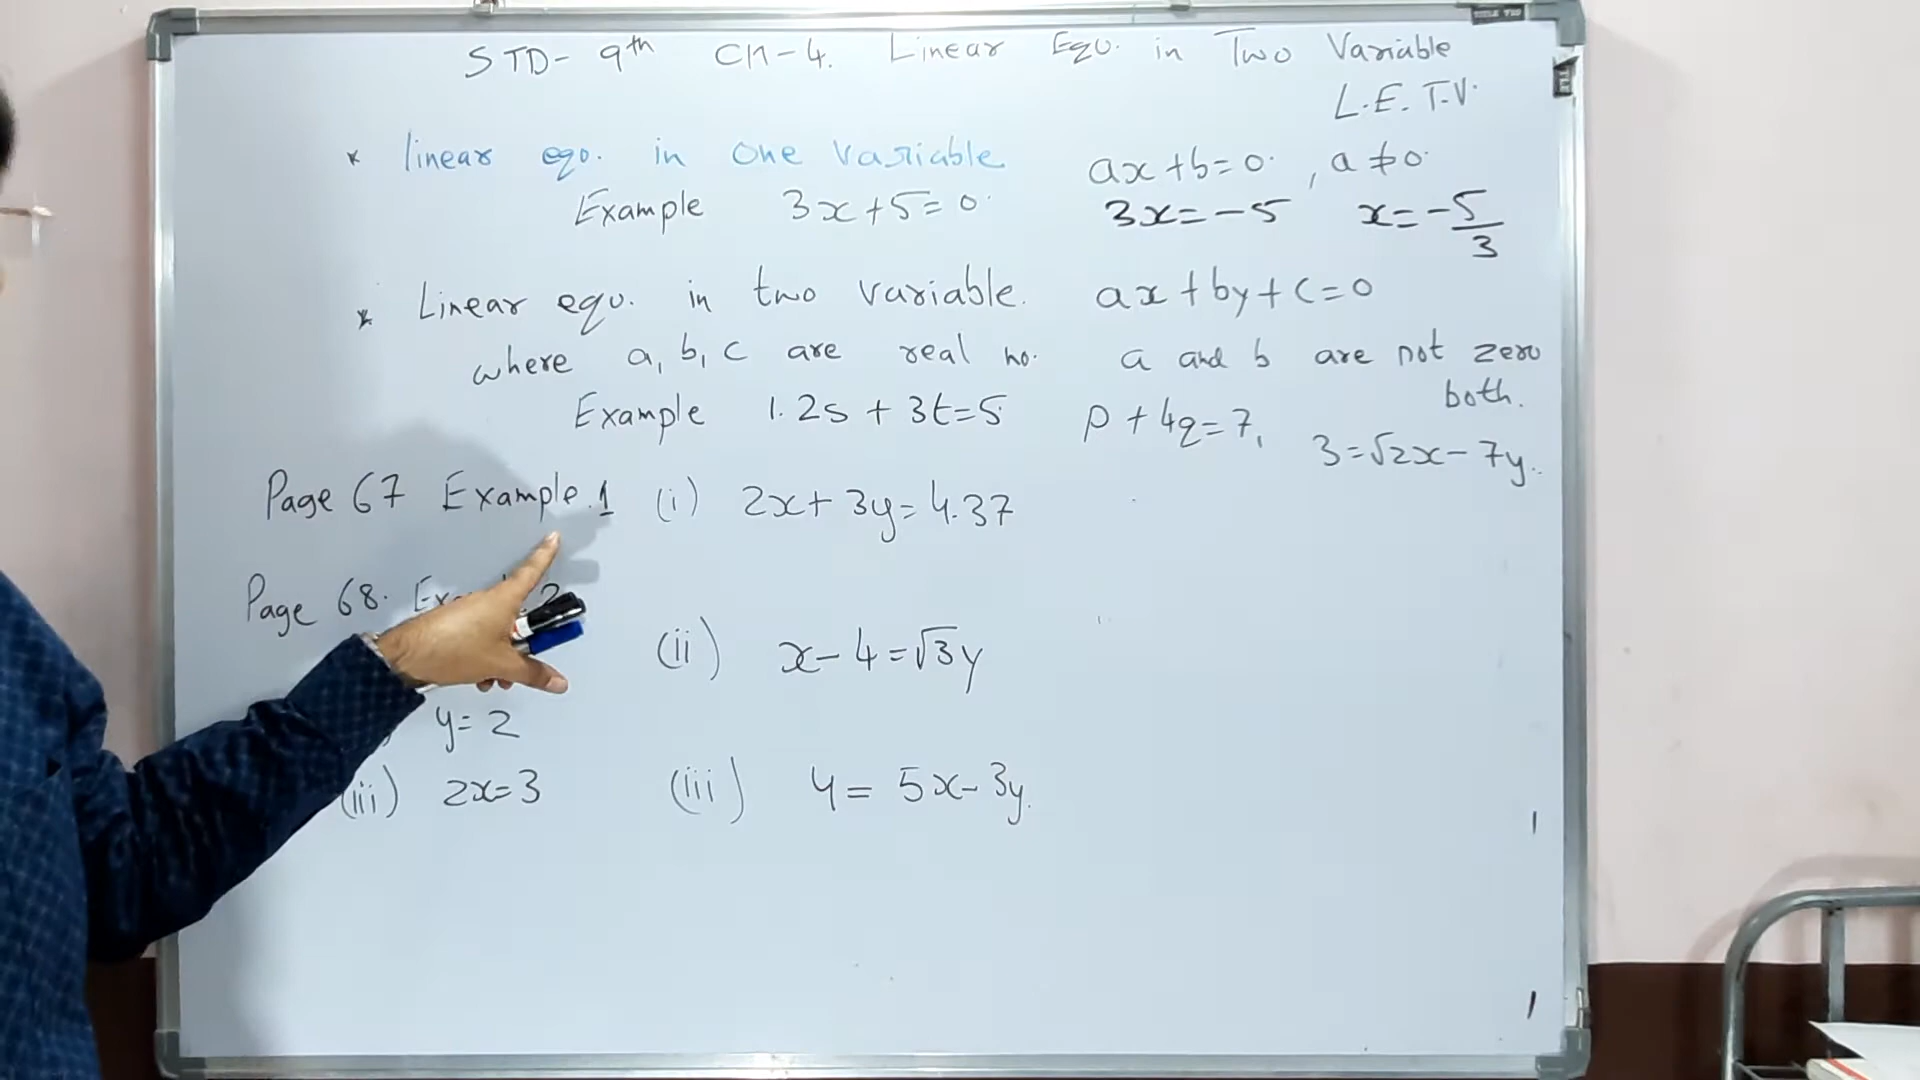 STD- 9th CH-4. Linear Equ. in Two Variable
L.E.T.V.
* linear eqo. in one variable ax+b=0. , a≠0.
Example 3x+5=0. 3x=-5 x=-5/3
* Linear equ. in two variable. ax+by+c=0
where a, b, c are real no. a and b are not zero both.
Example 1.2s + 3t=5 p + 4q=7, 3=√2x-7y.
Page 67 Example.1 (i) 2x+3y=4.37
Page 68.
(ii) x-4=√3y
y=2
(iii) 2x=3 (iii) 4= 5x-3y.